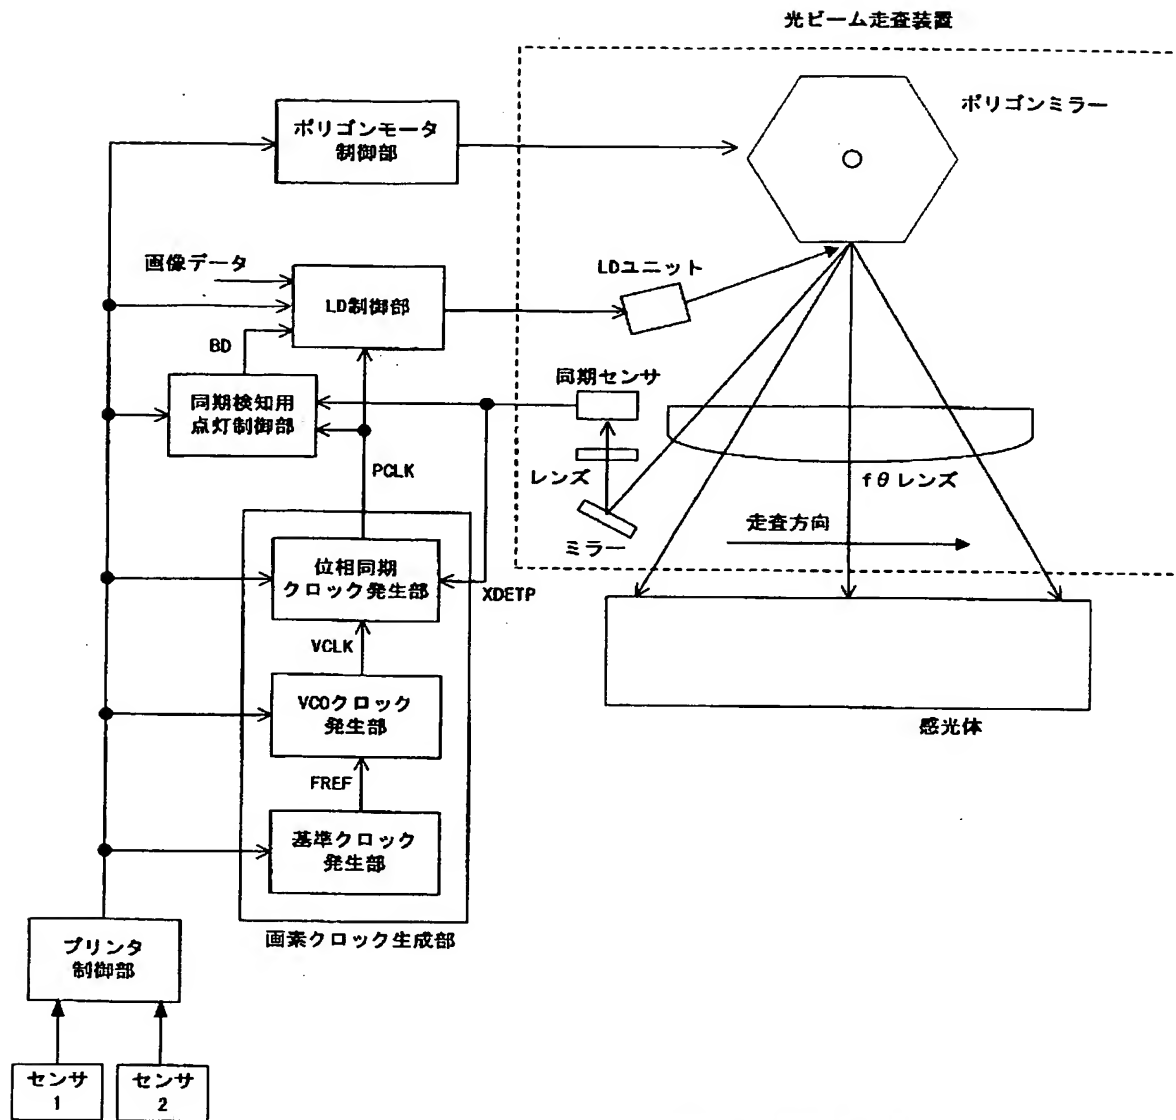 光ビーム走査装置
ポリゴンミラー
ポリゴンモータ
制御部
画像データ
LD制御部
LDユニット
BD
同期検知用
点灯制御部
同期センサ
レンズ
ミラー
fθレンズ
走査方向
PCLK
位相同期
クロック発生部
XDETP
VCLK
VCOクロック
発生部
感光体
FREF
基準クロック
発生部
画素クロック生成部
プリンタ
制御部
センサ
1
センサ
2